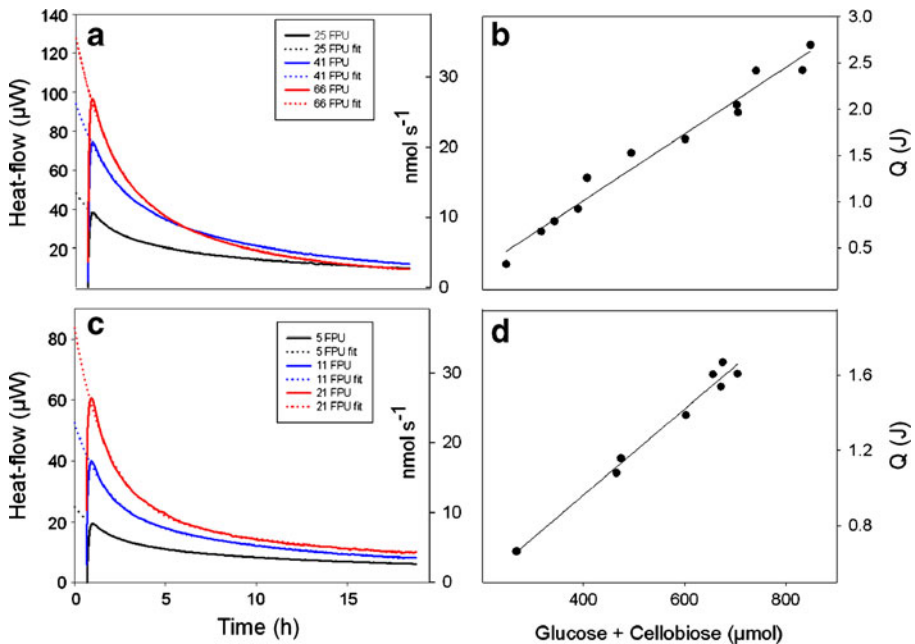 a
140
120
100
80
60
40
20
Heat-flow (µW)
25 FPU
25 FPU fit
41 FPU
41 FPU fit
66 FPU
66 FPU fit
30
20
10
0
nmol s⁻¹
b
3.0
2.5
2.0
1.5
1.0
0.5
Q (J)
c
80
60
40
20
0
Heat-flow (µW)
5 FPU
5 FPU fit
11 FPU
11 FPU fit
21 FPU
21 FPU fit
30
20
10
0
nmol s⁻¹
0 5 10 15
Time (h)
d
1.6
1.2
0.8
Q (J)
400 600 800
Glucose + Cellobiose (µmol)